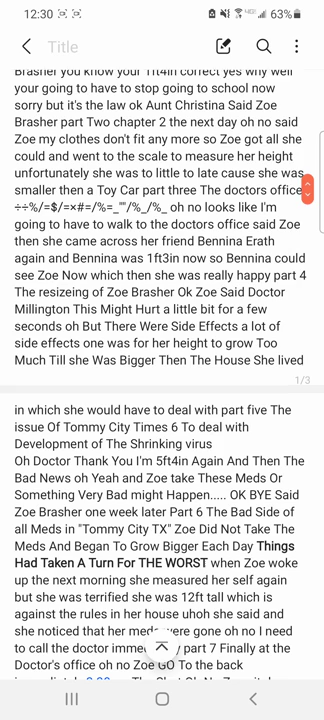 12:30 63%
Title
Brasher you know your 1ft4in correct yes why well
your going to have to stop going to school now
sorry but it's the law ok Aunt Christina Said Zoe
Brasher part Two chapter 2 the next day oh no said
Zoe my clothes don't fit any more so Zoe got all she
could and went to the scale to measure her height
unfortunately she was to little to late cause she was
smaller then a Toy Car part three The doctors office
÷÷%/=$/=×#=/%=_""/%_/%_ oh no looks like I'm
going to have to walk to the doctors office said Zoe
then she came across her friend Bennina Erath
again and Bennina was 1ft3in now so Bennina could
see Zoe Now which then she was really happy part 4
The resizeing of Zoe Brasher Ok Zoe Said Doctor
Millington This Might Hurt a little bit for a few
seconds oh But There Were Side Effects a lot of
side effects one was for her height to grow Too
Much Till she Was Bigger Then The House She lived
1/3
in which she would have to deal with part five The
issue Of Tommy City Times 6 To deal with
Development of The Shrinking virus
Oh Doctor Thank You I'm 5ft4in Again And Then The
Bad News oh Yeah and Zoe take These Meds Or
Something Very Bad might Happen..... OK BYE Said
Zoe Brasher one week later Part 6 The Bad Side of
all Meds in "Tommy City TX" Zoe Did Not Take The
Meds And Began To Grow Bigger Each Day Things
Had Taken A Turn For THE WORST when Zoe woke
up the next morning she measured her self again
but she was terrified she was 12ft tall which is
against the rules in her house uhoh she said and
she noticed that her meds were gone oh no I need
to call the doctor immed y part 7 Finally at the
Doctor's office oh no Zoe GO To the back